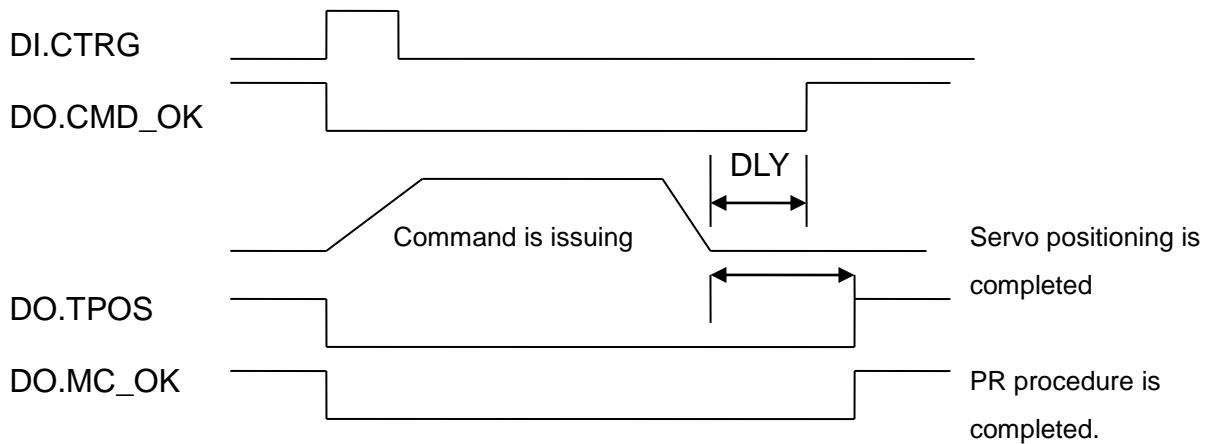 DI.CTRG
DO.CMD_OK
DLY
Command is issuing
Servo positioning is
completed
DO.TPOS
DO.MC_OK
PR procedure is
completed.